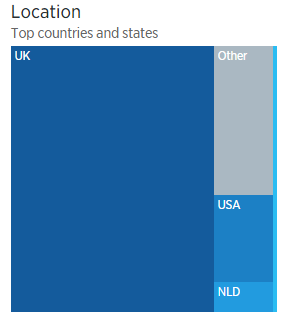 Location
Top countries and states
UK
Other
USA
NLD